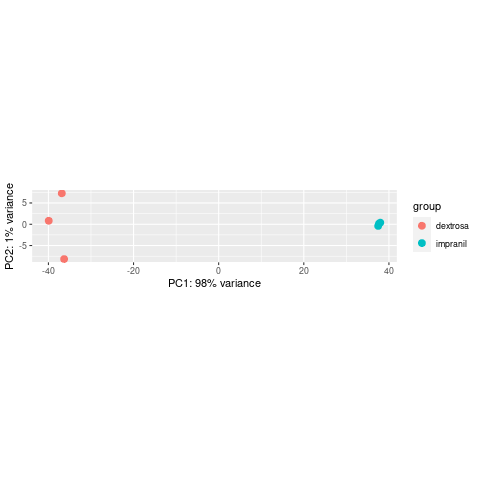 PC2: 1% variance
5
0
-5
-40
-20
0
20
40
PC1: 98% variance
group
dextrosa
impranil